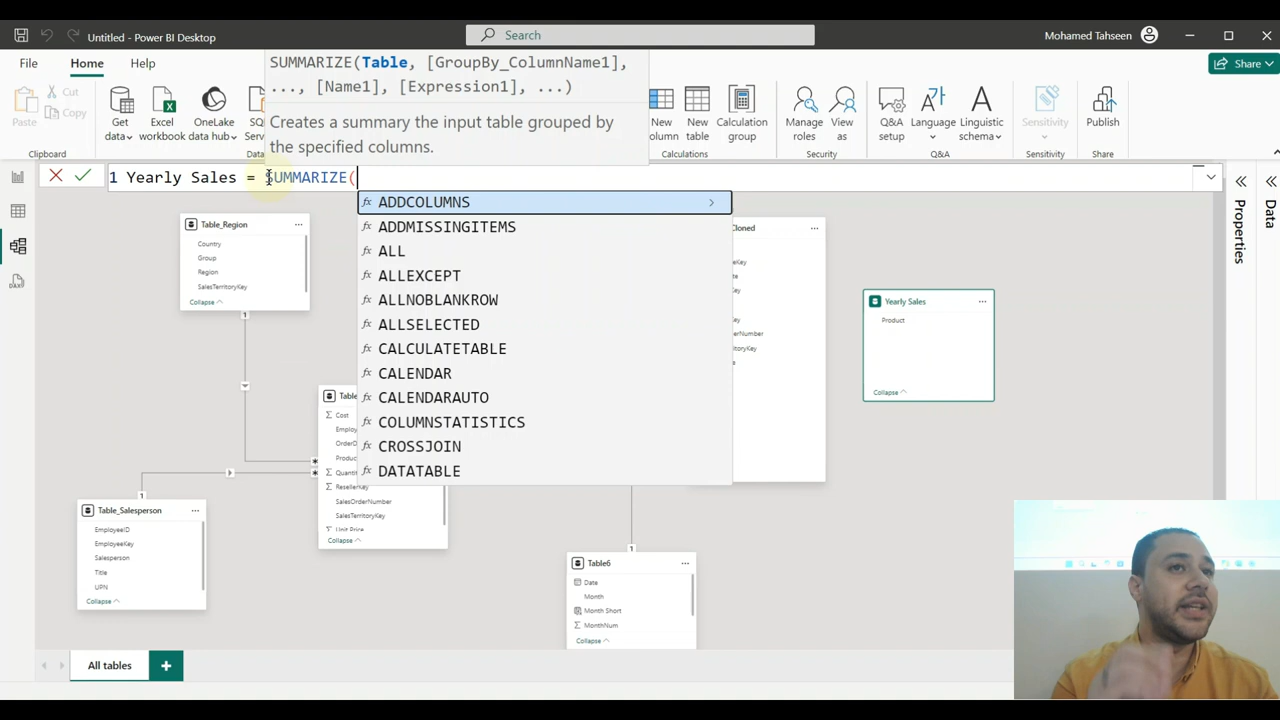 Untitled - Power BI Desktop
Search
Mohamed Tahseen
File
Home
Help
Share
SUMMARIZE(Table, [GroupBy_ColumnName1],
..., [Name1], [Expression1], ...)
Creates a summary the input table grouped by
the specified columns.
Paste
Cut
Copy
Get
data
Excel
workbook
OneLake
data hub
New
column
New
table
Calculation
group
Manage
roles
View
as
Q&A
setup
Language
Linguistic
schema
Sensitivity
Publish
Clipboard
Calculations
Security
Q&A
Sensitivity
Share
1 Yearly Sales = SUMMARIZE(
ADDCOLUMNS
ADDMISSINGITEMS
ALL
ALLEXCEPT
ALLNOBLANKROW
ALLSELECTED
CALCULATETABLE
CALENDAR
CALENDARAUTO
COLUMNSTATISTICS
CROSSJOIN
DATATABLE
Properties
Data
Table_Region
Country
Group
Region
SalesTerritoryKey
Collapse
1
Cost
ResellerKey
SalesOrderNumber
SalesTerritoryKey
Unit Price
Collapse
Yearly Sales
Product
Collapse
1
Table_Salesperson
EmployeeID
EmployeeKey
Salesperson
Title
UPN
Collapse
1
Table6
Date
Month
Month Short
MonthNum
Collapse
All tables